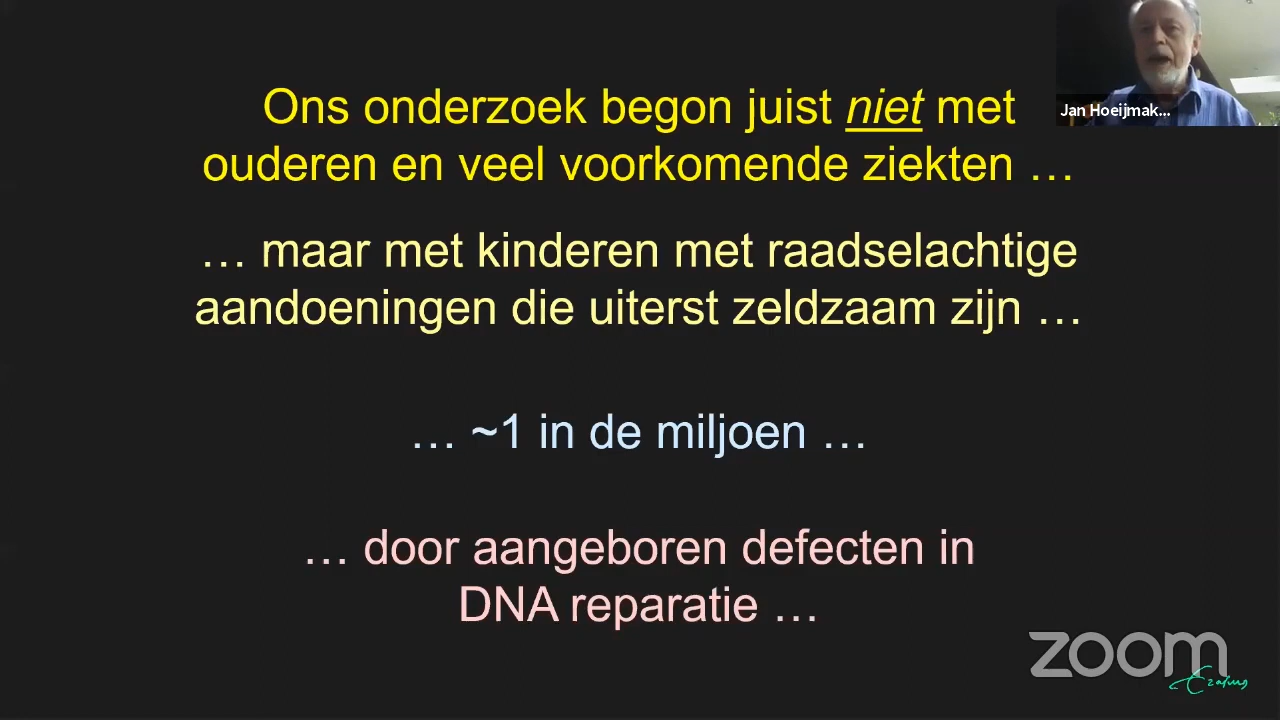 Ons onderzoek begon juist niet met
ouderen en veel voorkomende ziekten …
… maar met kinderen met raadselachtige
aandoeningen die uiterst zeldzaam zijn …
… ~1 in de miljoen …
… door aangeboren defecten in
DNA reparatie …
Jan Hoeijmak...
zoom
Erasmus